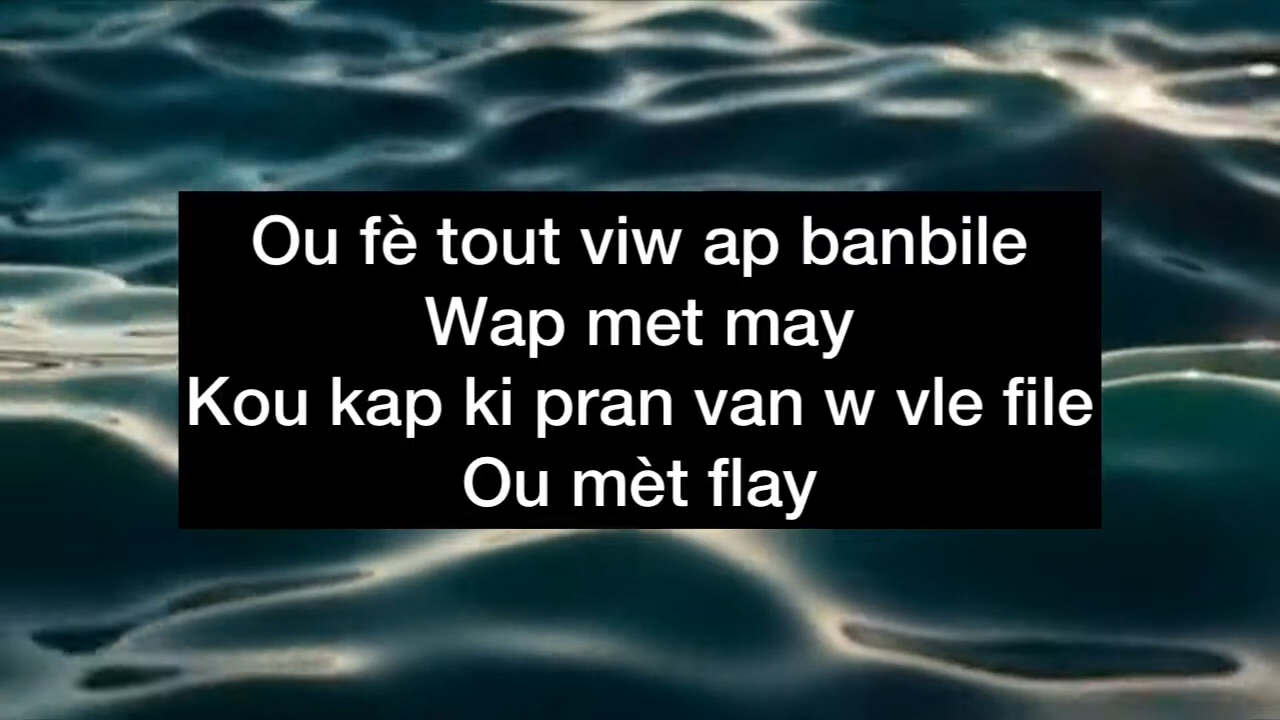 Ou fè tout viw ap banbile
Wap met may
Kou kap ki pran van w vle file
Ou mèt flay